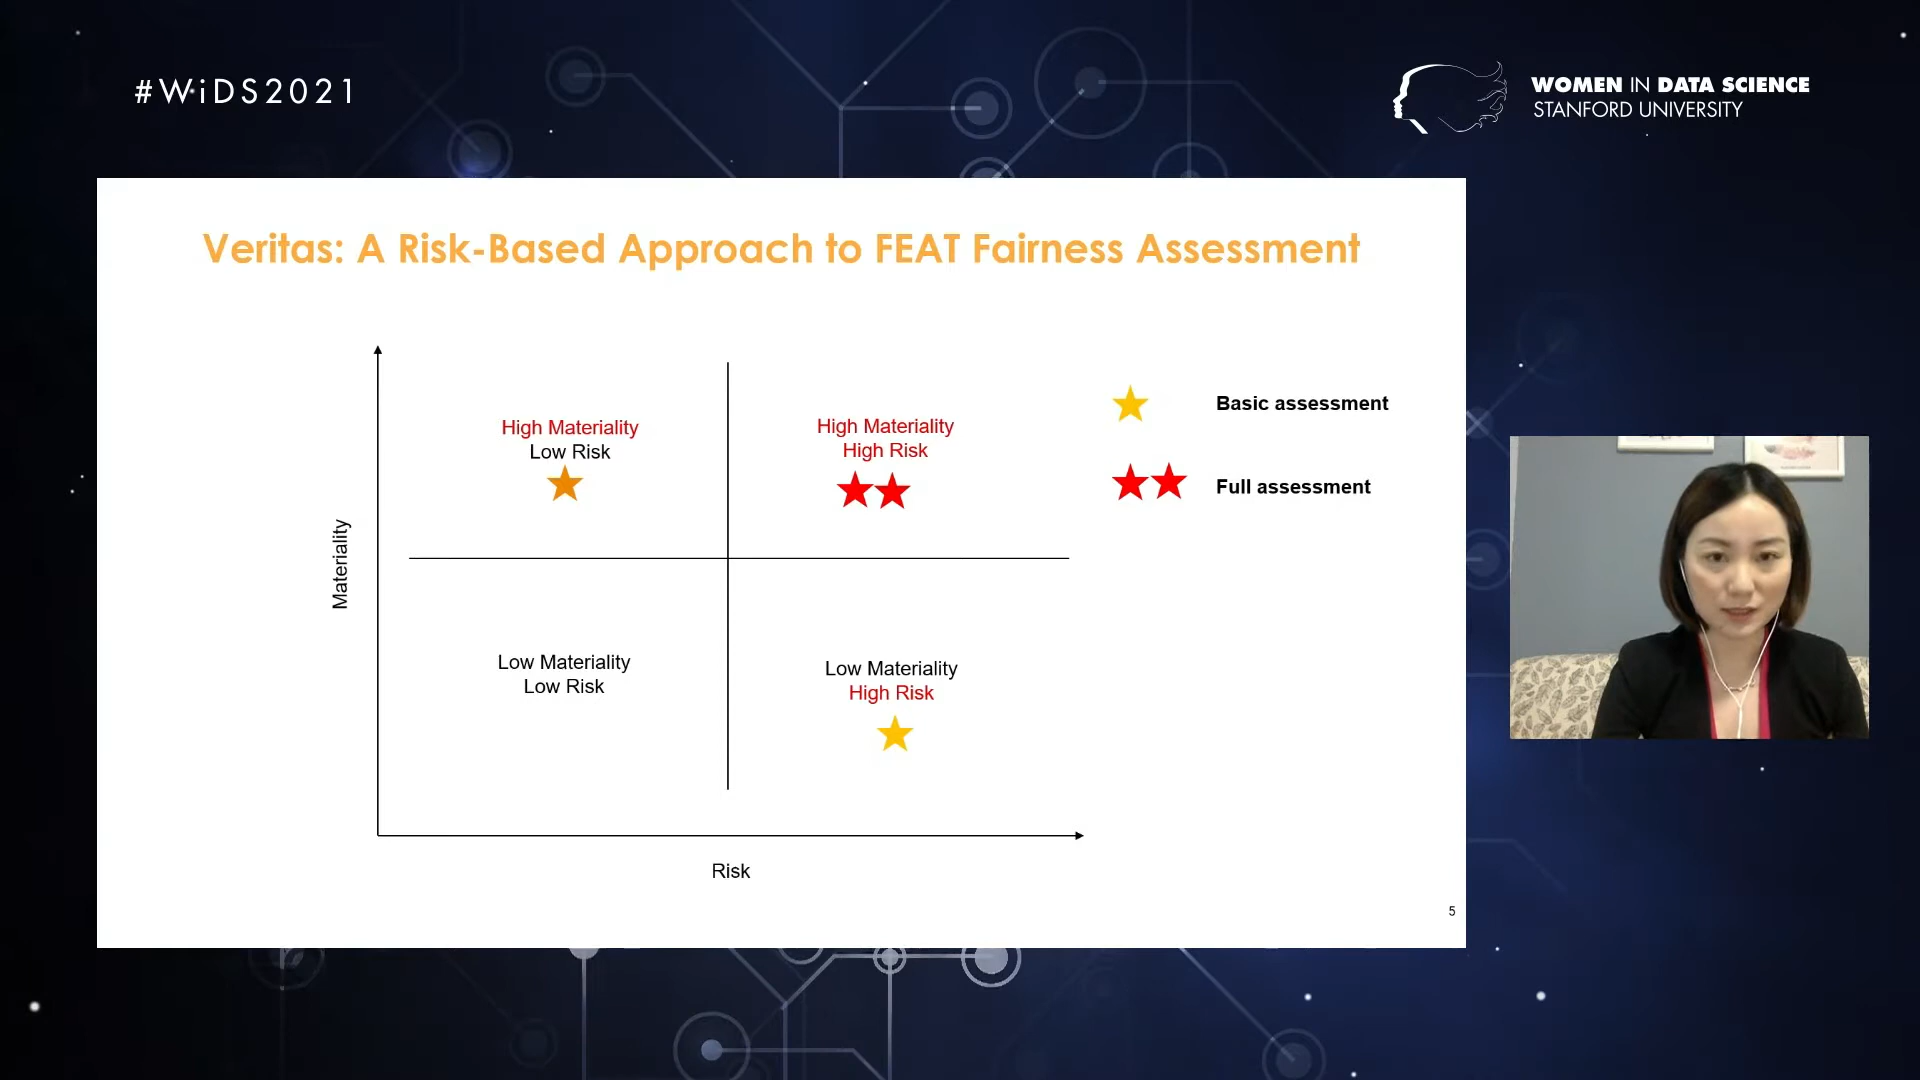 #WiDS2021
WOMEN IN DATA SCIENCE
STANFORD UNIVERSITY
Veritas: A Risk-Based Approach to FEAT Fairness Assessment
High Materiality
Low Risk
High Materiality
High Risk
Basic assessment
Full assessment
Materiality
Low Materiality
Low Risk
Low Materiality
High Risk
Risk
5